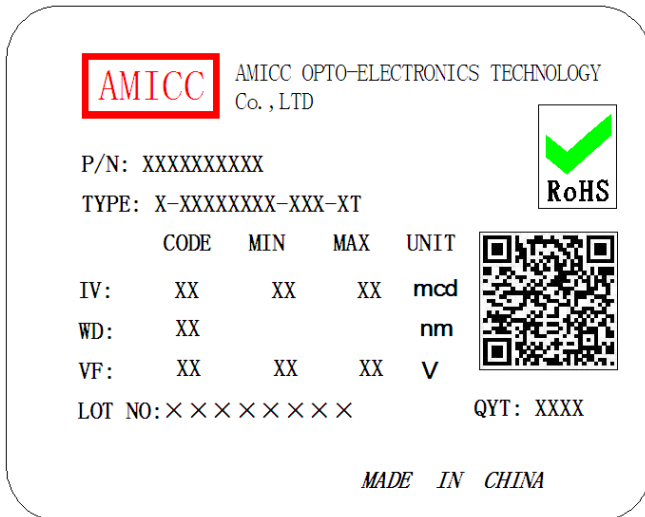 AMICC
AMICC OPTO-ELECTRONICS TECHNOLOGY
Co.,LTD
RoHS
P/N: XXXXXXXXXX
TYPE: X-XXXXXXXX-XXX-XT
CODE MIN MAX UNIT
IV: XX XX XX mcd
WD: XX nm
VF: XX XX XX V
LOT NO:××××××××
QYT: XXXX
MADE IN CHINA